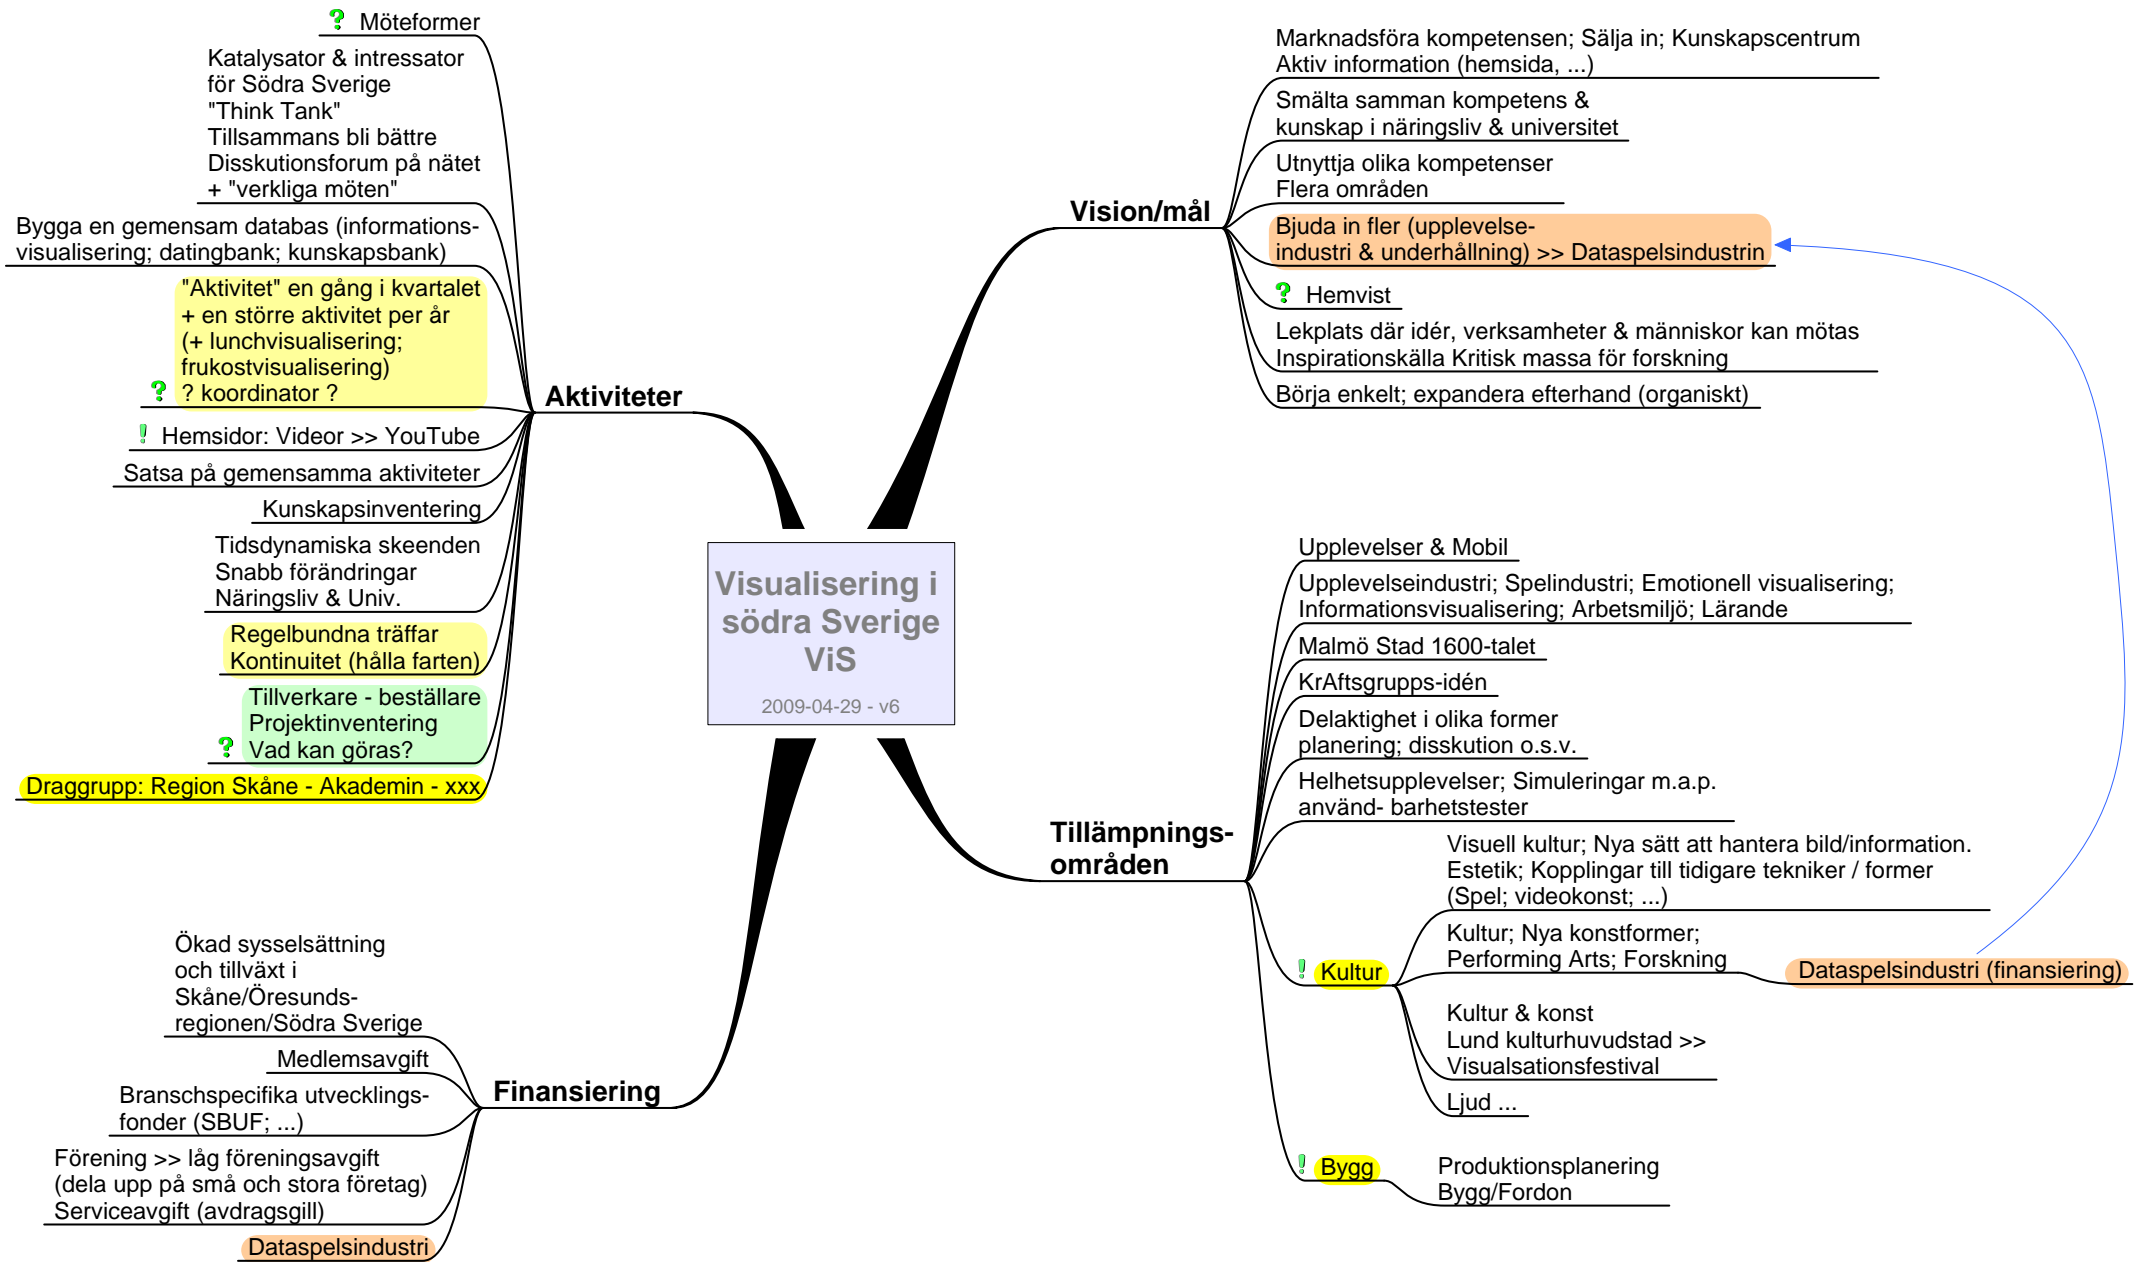 Visualisering i
södra Sverige
ViS
2009-04-29 - v6
Vision/mål
Marknadsföra kompetensen; Sälja in; Kunskapscentrum
Aktiv information (hemsida, ...)
Smälta samman kompetens &
kunskap i näringsliv & universitet
Utnyttja olika kompetenser
Flera områden
Bjuda in fler (upplevelse-
industri & underhållning) >> Dataspelsindustrin
? Hemvist
Lekplats där idér, verksamheter & människor kan mötas
Inspirationskälla Kritisk massa för forskning
Börja enkelt; expandera efterhand (organiskt)
Tillämpnings-
områden
Upplevelser & Mobil
Upplevelseindustri; Spelindustri; Emotionell visualisering;
Informationsvisualisering; Arbetsmiljö; Lärande
Malmö Stad 1600-talet
KrAftsgrupps-idén
Delaktighet i olika former
planering; disskution o.s.v.
Helhetsupplevelser; Simuleringar m.a.p.
använd- barhetstester
! Kultur
Visuell kultur; Nya sätt att hantera bild/information.
Estetik; Kopplingar till tidigare tekniker / former
(Spel; videokonst; ...)
Kultur; Nya konstformer;
Performing Arts; Forskning
Dataspelsindustri (finansiering)
Kultur & konst
Lund kulturhuvudstad >>
Visualsationsfestival
Ljud ...
! Bygg
Produktionsplanering
Bygg/Fordon
Aktiviteter
? Möteformer
Katalysator & intressator
för Södra Sverige
"Think Tank"
Tillsammans bli bättre
Disskutionsforum på nätet
+ "verkliga möten"
Bygga en gemensam databas (informations-
visualisering; datingbank; kunskapsbank)
"Aktivitet" en gång i kvartalet
+ en större aktivitet per år
(+ lunchvisualisering;
frukostvisualisering)
? ? koordinator ?
! Hemsidor: Videor >> YouTube
Satsa på gemensamma aktiviteter
Kunskapsinventering
Tidsdynamiska skeenden
Snabb förändringar
Näringsliv & Univ.
Regelbundna träffar
Kontinuitet (hålla farten)
Tillverkare - beställare
Projektinventering
? Vad kan göras?
Draggrupp: Region Skåne - Akademin - xxx
Finansiering
Ökad sysselsättning
och tillväxt i
Skåne/Öresunds-
regionen/Södra Sverige
Medlemsavgift
Branschspecifika utvecklings-
fonder (SBUF; ...)
Förening >> låg föreningsavgift
(dela upp på små och stora företag)
Serviceavgift (avdragsgill)
Dataspelsindustri